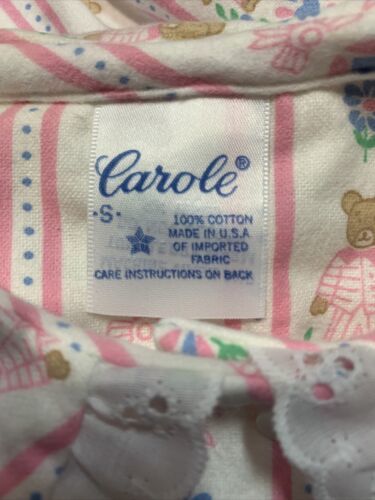 Carole®
·S·
100% COTTON
MADE IN U.S.A
OF IMPORTED
FABRIC
CARE INSTRUCTIONS ON BACK